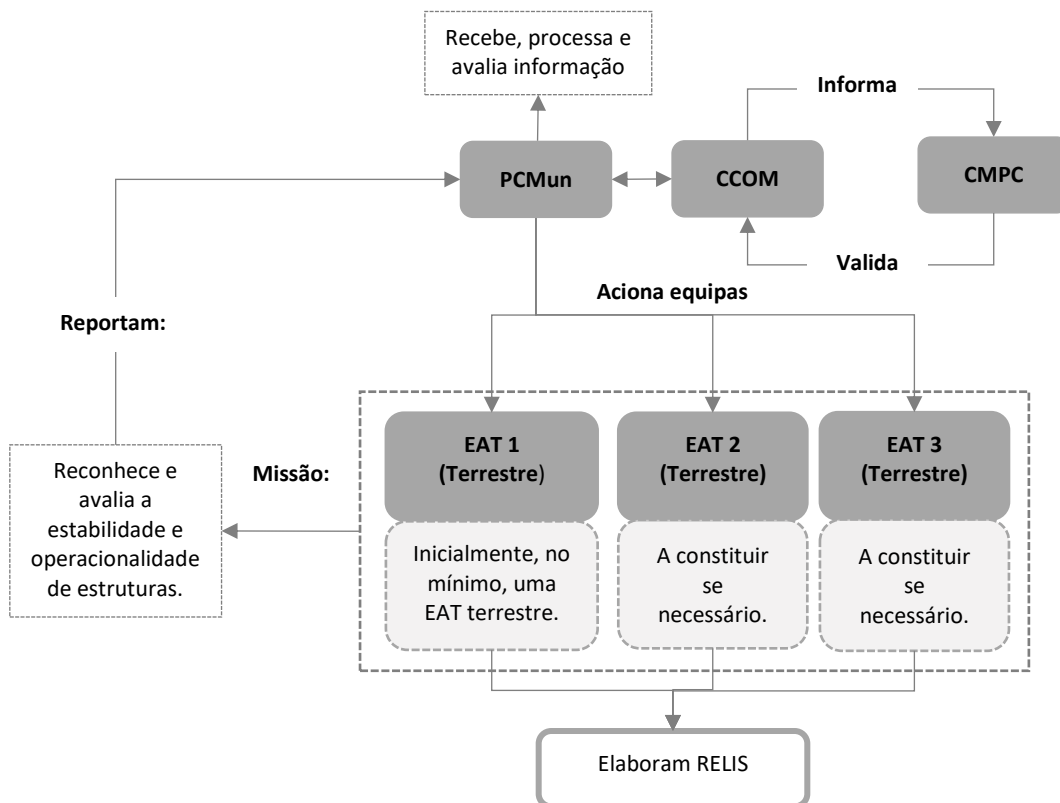 Recebe, processa e
avalia informação
Informa
PCMun
CCOM
CMPC
Valida
Aciona equipas
Reportam:
EAT 1
(Terrestre)
EAT 2
(Terrestre)
EAT 3
(Terrestre)
Missão:
Reconhece e
avalia a
estabilidade e
operacionalidade
de estruturas.
Inicialmente, no
mínimo, uma
EAT terrestre.
A constituir
se
necessário.
A constituir
se
necessário.
Elaboram RELIS